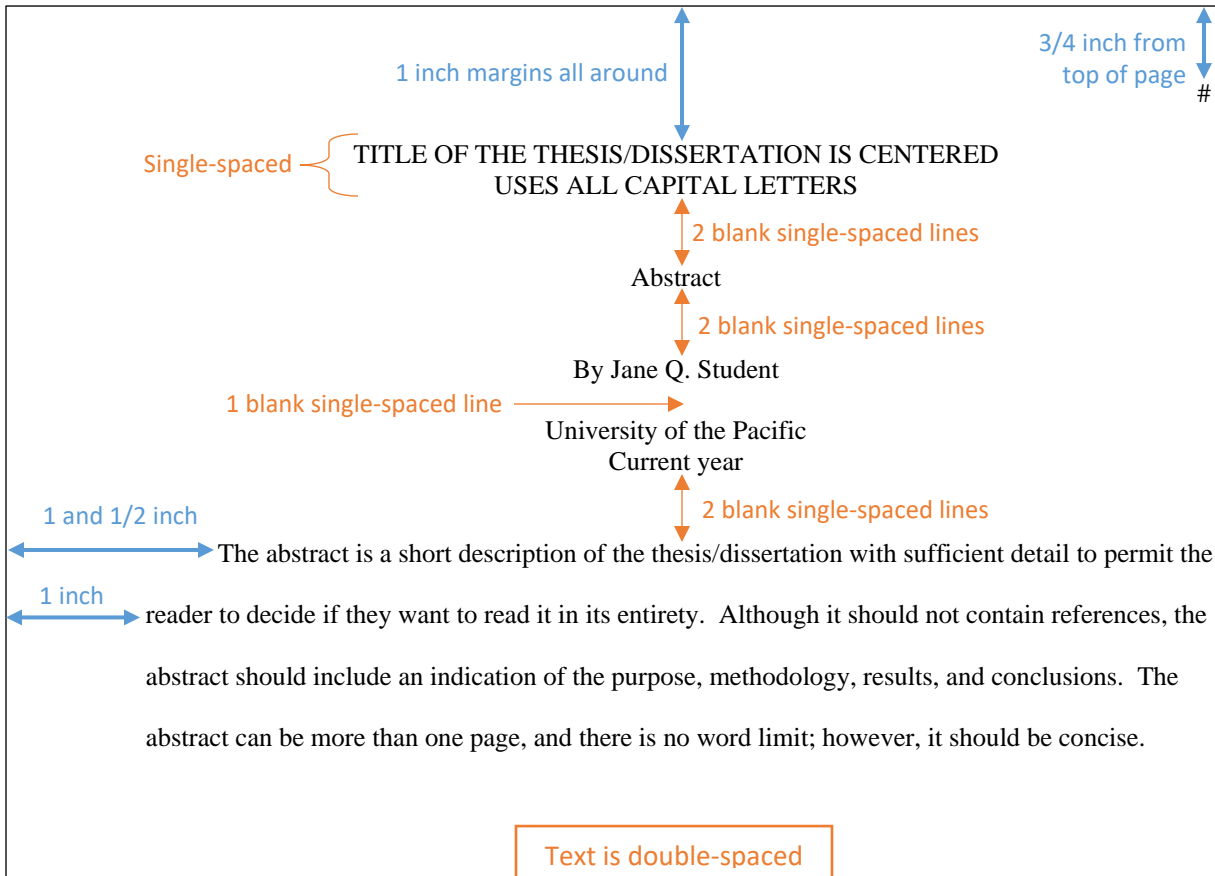 3/4 inch from
1 inch margins all around
top of page
#
Single-spaced
TITLE OF THE THESIS/DISSERTATION IS CENTERED
USES ALL CAPITAL LETTERS
2 blank single-spaced lines
Abstract
2 blank single-spaced lines
By Jane Q. Student
1 blank single-spaced line
University of the Pacific
Current year
2 blank single-spaced lines
1 and 1/2 inch
The abstract is a short description of the thesis/dissertation with sufficient detail to permit the
1 inch
reader to decide if they want to read it in its entirety.  Although it should not contain references, the
abstract should include an indication of the purpose, methodology, results, and conclusions.  The
abstract can be more than one page, and there is no word limit; however, it should be concise.
Text is double-spaced